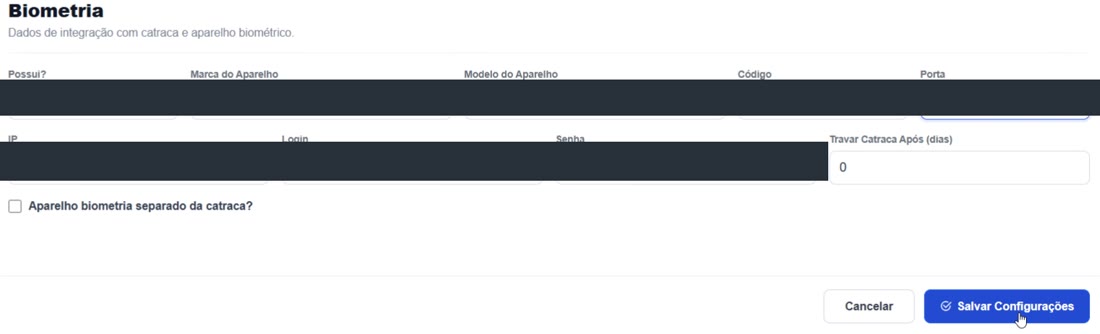 Biometria
Dados de integração com catraca e aparelho biométrico.
Possui? Marca do Aparelho Modelo do Aparelho Código Porta
IP Login Senha Travar Catraca Após (dias)
0
Aparelho biometria separado da catraca?
Cancelar Salvar Configurações